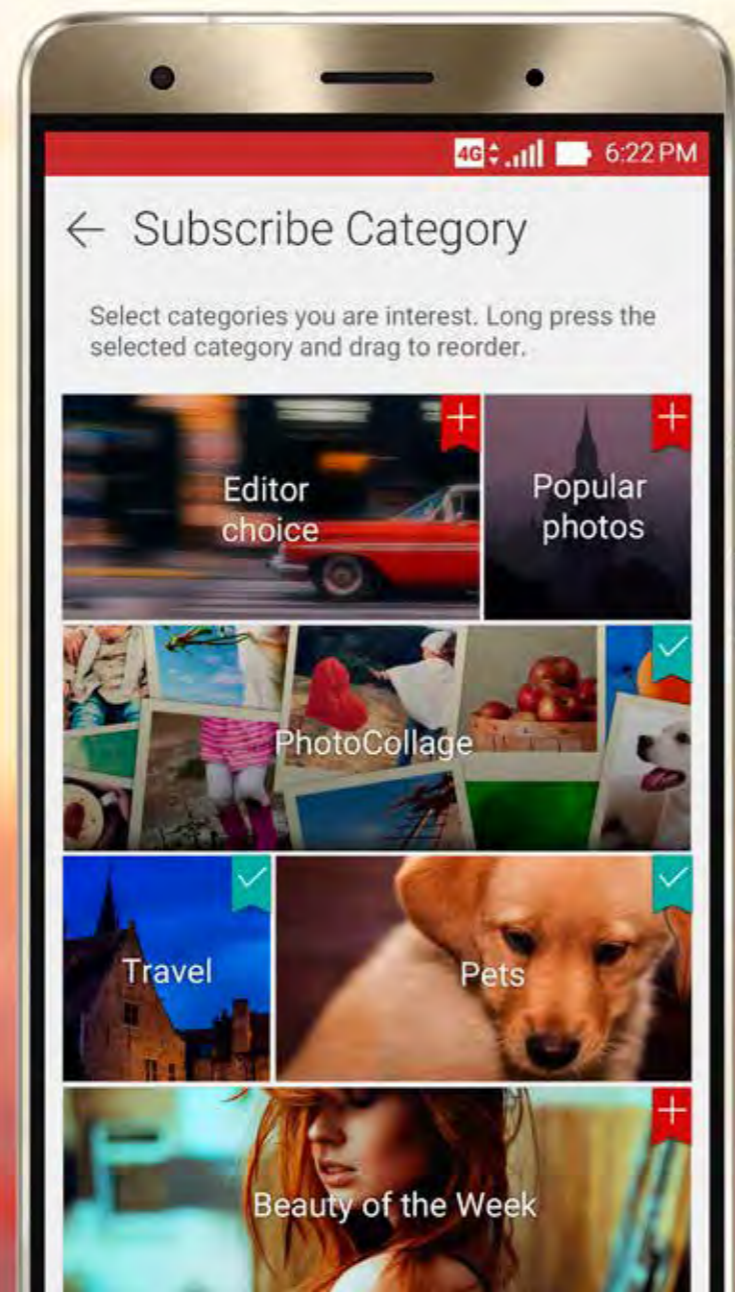 4G 6:22 PM
Subscribe Category
Select categories you are interest. Long press the
selected category and drag to reorder.
Editor
choice
Popular
photos
PhotoCollage
Travel
Pets
Beauty of the Week